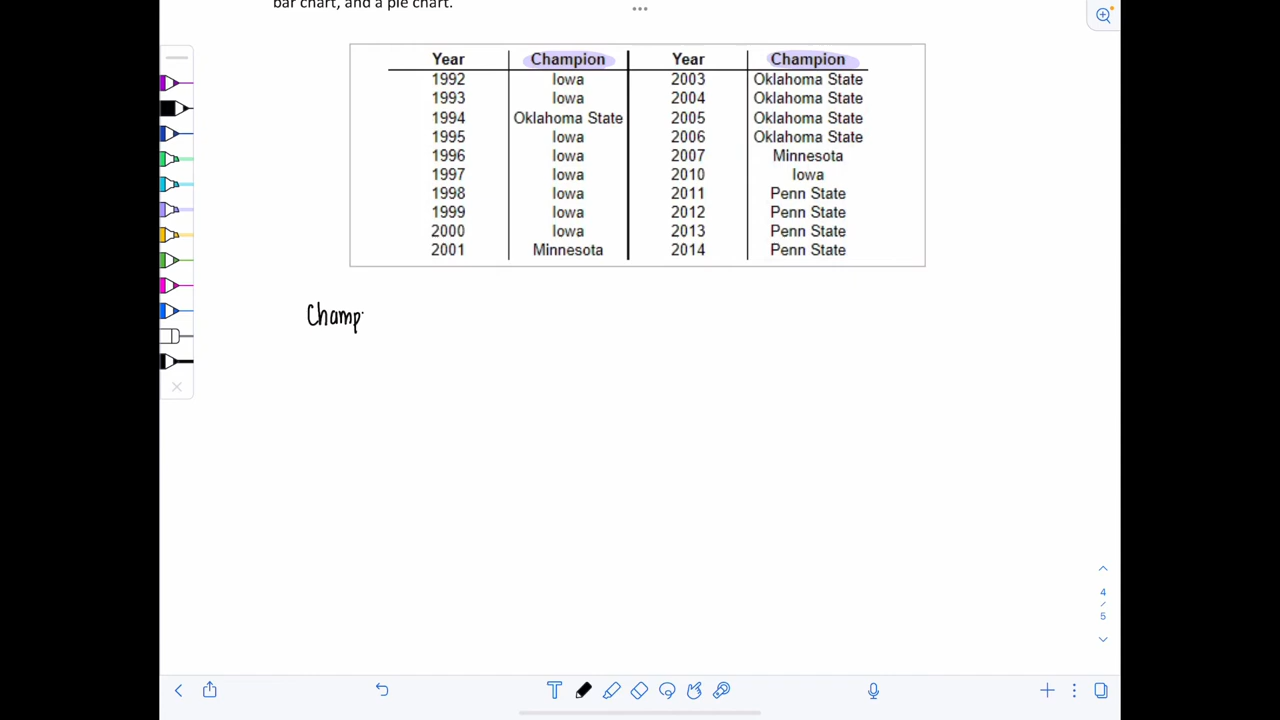 bar chart, and a pie chart.
Year Champion Year Champion
1992 Iowa 2003 Oklahoma State
1993 Iowa 2004 Oklahoma State
1994 Oklahoma State 2005 Oklahoma State
1995 Iowa 2006 Oklahoma State
1996 Iowa 2007 Minnesota
1997 Iowa 2010 Iowa
1998 Iowa 2011 Penn State
1999 Iowa 2012 Penn State
2000 Iowa 2013 Penn State
2001 Minnesota 2014 Penn State
Champ
4
/
5
T